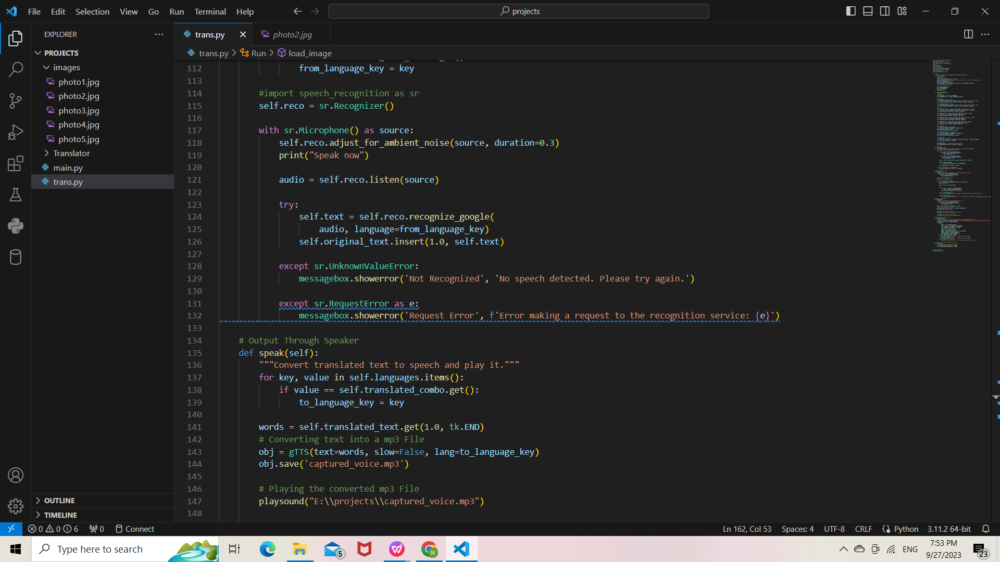 File Edit Selection View Go Run Terminal Help
projects
EXPLORER
PROJECTS
images
photo1.jpg
photo2.jpg
photo3.jpg
photo4.jpg
photo5.jpg
Translator
main.py
trans.py
OUTLINE
TIMELINE
trans.py photo2.jpg
trans.py > Run > load_image
112 from_language_key = key
113
114 #import speech_recognition as sr
115 self.reco = sr.Recognizer()
116
117 with sr.Microphone() as source:
118 self.reco.adjust_for_ambient_noise(source, duration=0.3)
119 print("Speak now")
120
121 audio = self.reco.listen(source)
122
123 try:
124 self.text = self.reco.recognize_google(
125 audio, language=from_language_key)
126 self.original_text.insert(1.0, self.text)
127
128 except sr.UnknownValueError:
129 messagebox.showerror('Not Recognized', 'No speech detected. Please try again.')
130
131 except sr.RequestError as e:
132 messagebox.showerror('Request Error', f'Error making a request to the recognition service: {e}')
133
134 # Output Through Speaker
135 def speak(self):
136 """Convert translated text to speech and play it."""
137 for key, value in self.languages.items():
138 if value == self.translated_combo.get():
139 to_language_key = key
140
141 words = self.translated_text.get(1.0, tk.END)
142 # Converting text into a mp3 File
143 obj = gTTS(text=words, slow=False, lang=to_language_key)
144 obj.save('captured_voice.mp3')
145
146 # Playing the converted mp3 File
147 playsound("E:\\projects\\captured_voice.mp3")
148
0 0 6 0 Connect
Ln 162, Col 53 Spaces: 4 UTF-8 CRLF Python 3.11.2 64-bit
Type here to search
5
N
ENG
7:53 PM
9/27/2023
23